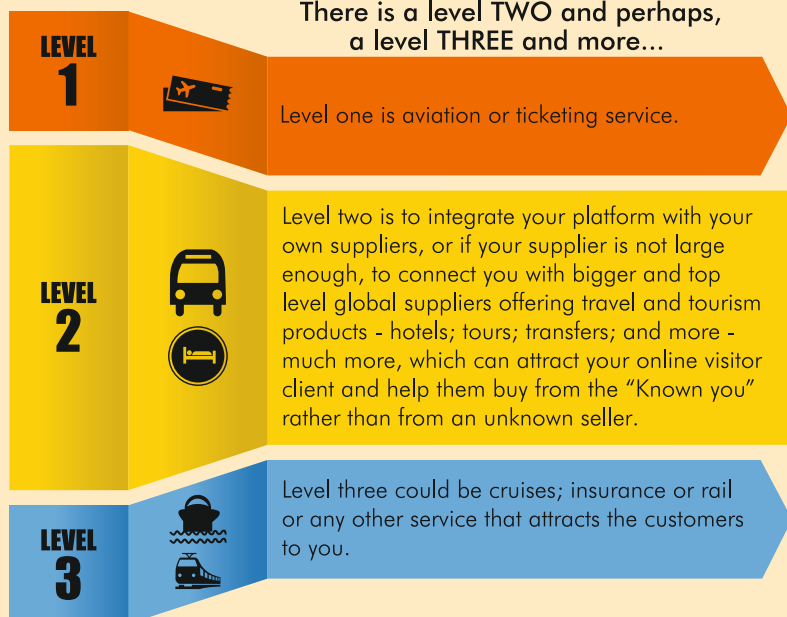 There is a level TWO and perhaps,
a level THREE and more...
LEVEL
1
Level one is aviation or ticketing service.
LEVEL
2
Level two is to integrate your platform with your
own suppliers, or if your supplier is not large
enough, to connect you with bigger and top
level global suppliers offering travel and tourism
products - hotels; tours; transfers; and more -
much more, which can attract your online visitor
client and help them buy from the “Known you”
rather than from an unknown seller.
LEVEL
3
Level three could be cruises; insurance or rail
or any other service that attracts the customers
to you.